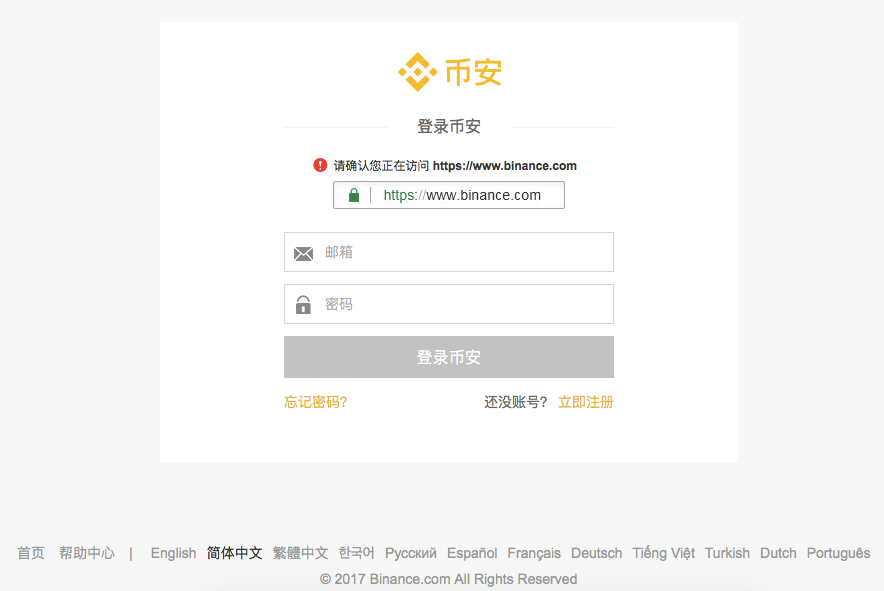 币安
登录币安
请确认您正在访问 https://www.binance.com
https://www.binance.com
邮箱
密码
登录币安
忘记密码? 还没账号? 立即注册
首页 帮助中心 | English 简体中文 繁體中文 한국어 Русский Español Français Deutsch Tiếng Việt Turkish Dutch Português
© 2017 Binance.com All Rights Reserved